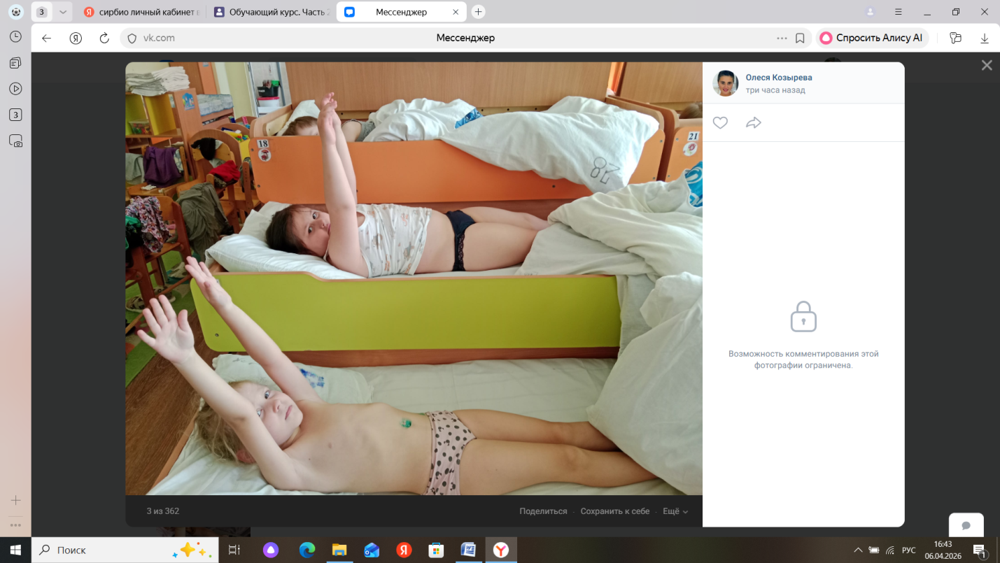 3
сирбио личный кабинет в
Обучающий курс. Часть 2
Мессенджер
vk.com
Мессенджер
Спросить Алису AI
3
Олеся Козырева
три часа назад
18
21
28
Возможность комментирования этой
фотографии ограничена.
3 из 362
Поделиться · Сохранить к себе · Ещё
Поиск
РУС
16:43
06.04.2026
1